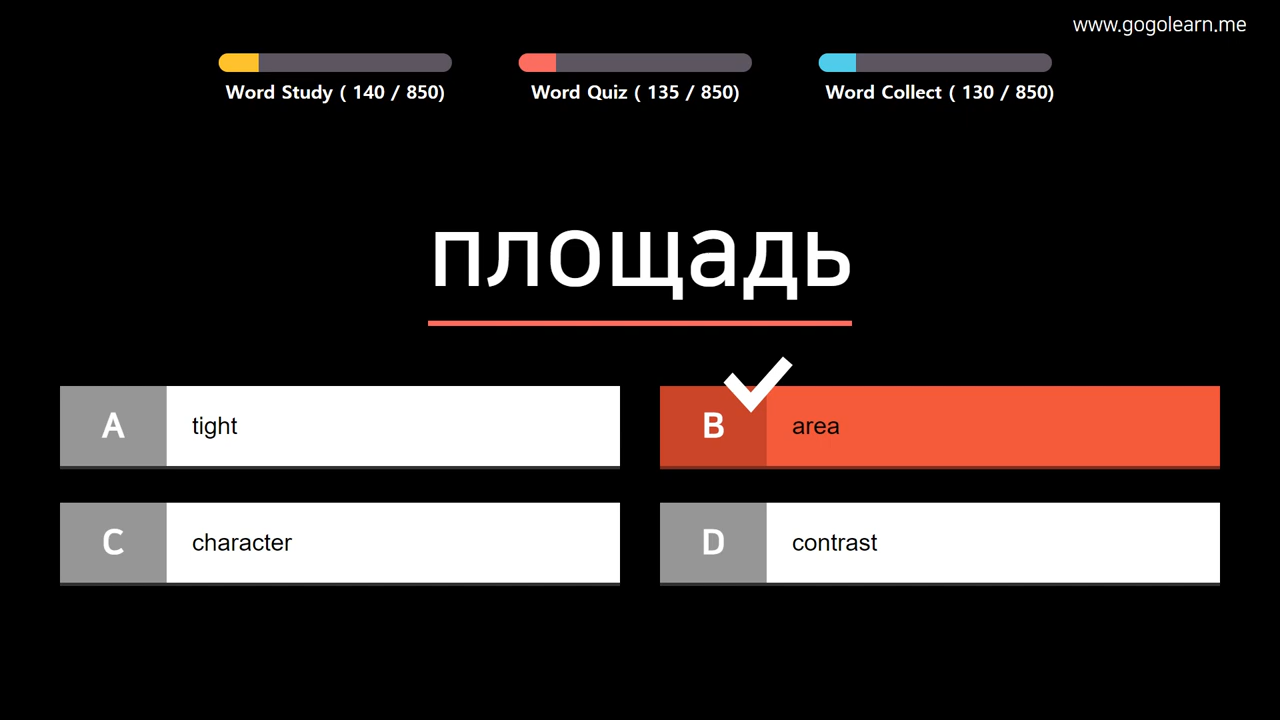 www.gogolearn.me
Word Study ( 140 / 850)
Word Quiz ( 135 / 850)
Word Collect ( 130 / 850)
площадь
A tight
B area
C character
D contrast